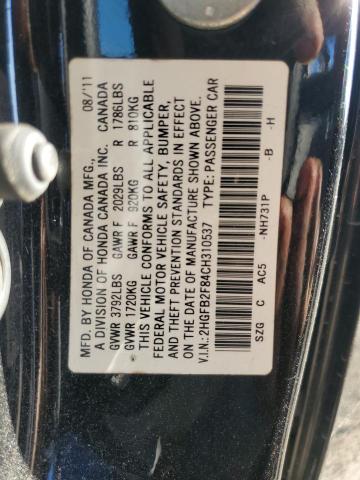 MFD. BY HONDA OF CANADA MFG., 08/'11
A DIVISION OF HONDA CANADA INC. CANADA
GVWR 3792LBS GAWR F 2029LBS R 1786LBS
GVWR 1720KG GAWR F 920KG R 810KG
THIS VEHICLE CONFORMS TO ALL APPLICABLE
FEDERAL MOTOR VEHICLE SAFETY, BUMPER,
AND THEFT PREVENTION STANDARDS IN EFFECT
ON THE DATE OF MANUFACTURE SHOWN ABOVE.
V.I.N.: 2HGFB2F84CH310537 TYPE: PASSENGER CAR
SZG C AC5 -NH731P -B -H